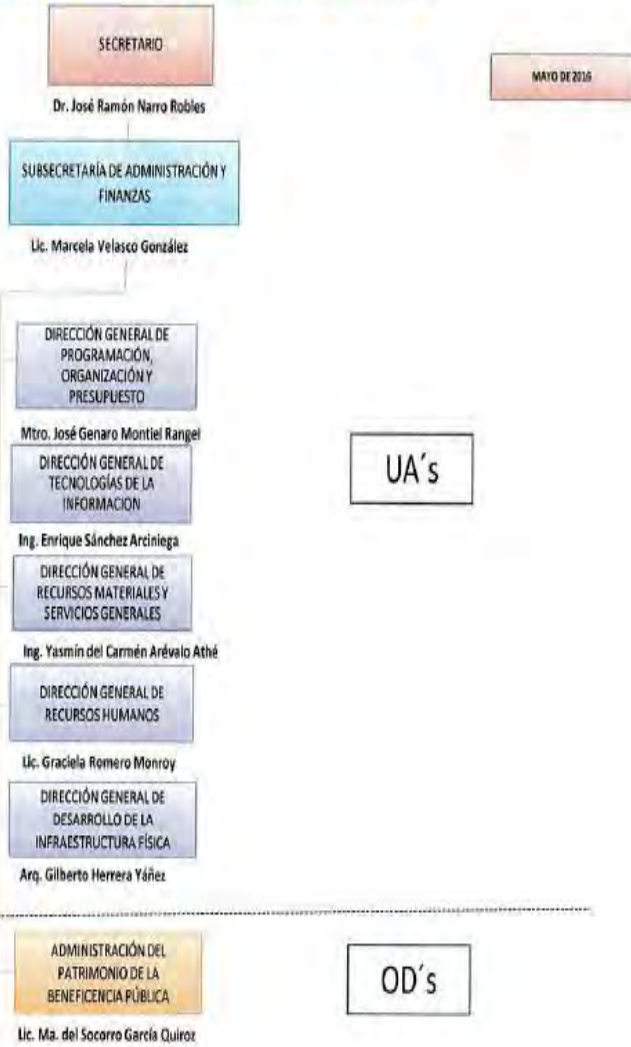 SECRETARIO
MAYO DE 2016
Dr. José Ramón Narro Robles
SUBSECRETARÍA DE ADMINISTRACIÓN Y
FINANZAS
Lic. Marcela Velasco González
DIRECCIÓN GENERAL DE
PROGRAMACIÓN,
ORGANIZACIÓN Y
PRESUPUESTO
Mtro. José Genaro Montiel Rangel
DIRECCIÓN GENERAL DE
TECNOLOGÍAS DE LA
INFORMACION
UA´s
Ing. Enrique Sánchez Arciniega
DIRECCIÓN GENERAL DE
RECURSOS MATERIALES Y
SERVICIOS GENERALES
Ing. Yasmín del Carmén Arévalo Athé
DIRECCIÓN GENERAL DE
RECURSOS HUMANOS
Lic. Graciela Romero Monroy
DIRECCIÓN GENERAL DE
DESARROLLO DE LA
INFRAESTRUCTURA FÍSICA
Arq. Gilberto Herrera Yáñez
ADMINISTRACIÓN DEL
PATRIMONIO DE LA
BENEFICENCIA PÚBLICA
OD´s
Lic. Ma. del Socorro García Quiroz